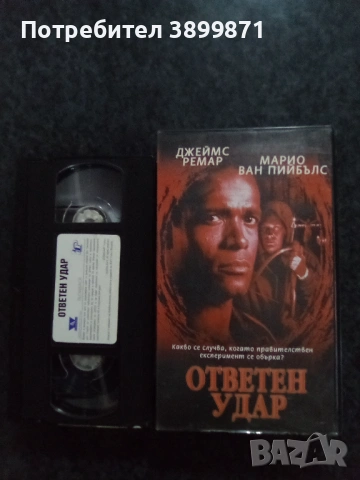 Потребител 3899871
ДЖЕЙМС
РЕМАР
МАРИО
ВАН ПИЙБЪЛС
какво се случва, когато правителствен
експеримент се обърка?
ОТВЕТЕН
УДАР
ОТВЕТЕН УДАР
BAZAR